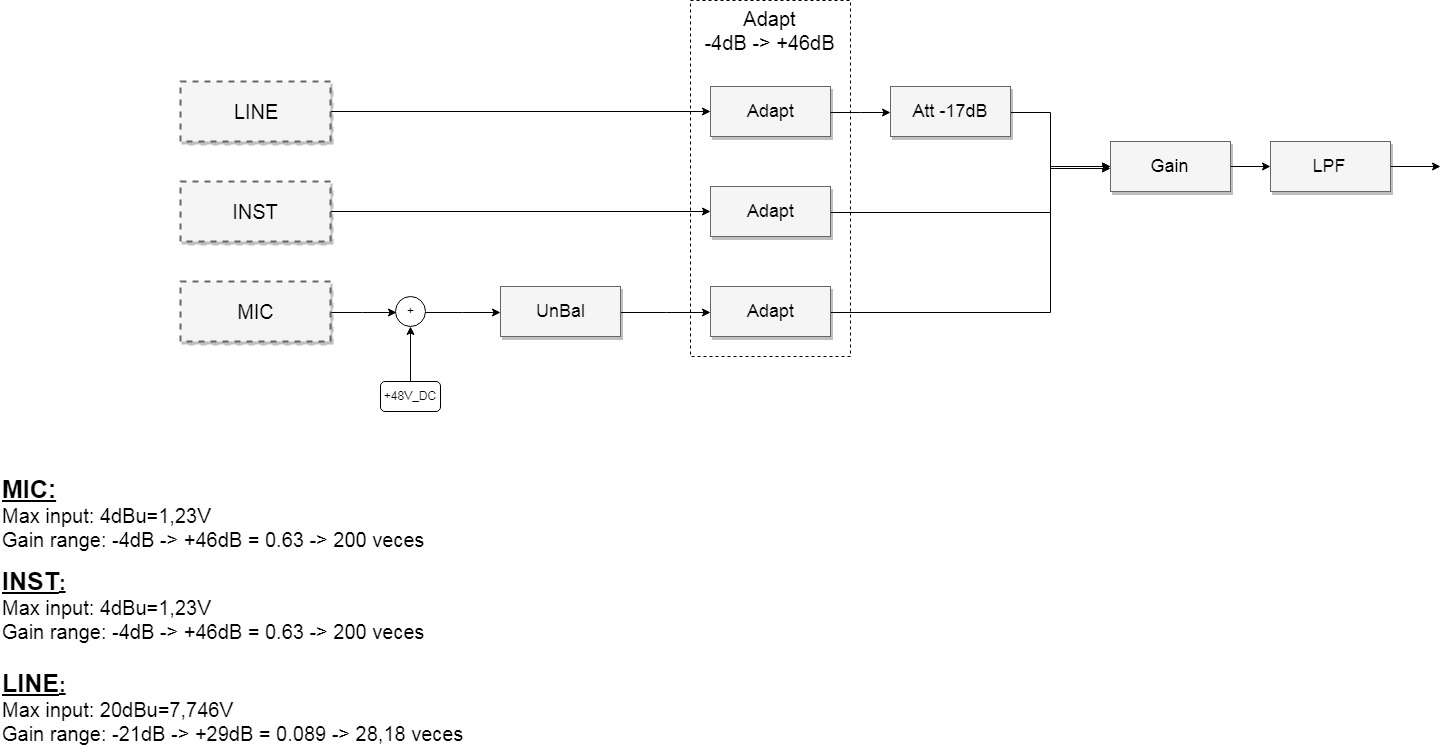 Adapt
-4dB -> +46dB
LINE
Adapt
Att -17dB
Gain
LPF
INST
Adapt
MIC
+
UnBal
Adapt
+48V_DC
MIC:
Max input: 4dBu=1,23V
Gain range: -4dB -> +46dB = 0.63 -> 200 veces
INST:
Max input: 4dBu=1,23V
Gain range: -4dB -> +46dB = 0.63 -> 200 veces
LINE:
Max input: 20dBu=7,746V
Gain range: -21dB -> +29dB = 0.089 -> 28,18 veces